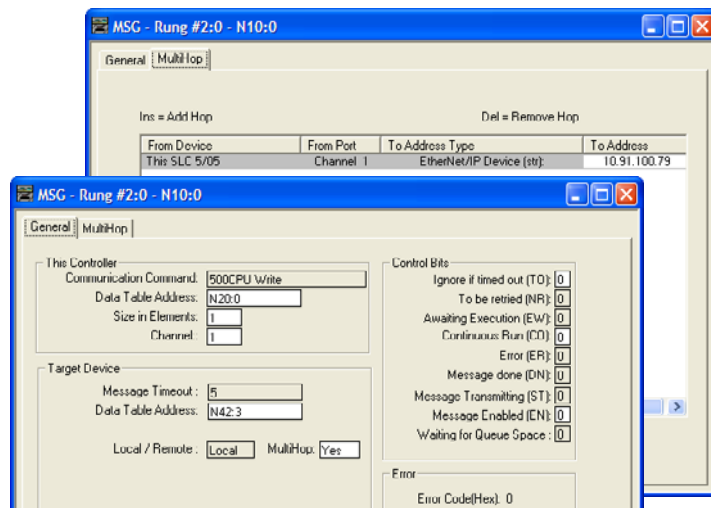 MSG - Rung #2:0 - N10:0
General MultiHop
Ins = Add Hop Del = Remove Hop
From Device From Port To Address Type To Address
This SLC 5/05 Channel 1 EtherNet/IP Device (str): 10.91.100.79
MSG - Rung #2:0 - N10:0
General MultiHop
This Controller
Communication Command: 500CPU Write
Data Table Address: N20:0
Size in Elements: 1
Channel: 1
Target Device
Message Timeout : 5
Data Table Address: N42:3
Local / Remote : Local MultiHop: Yes
Control Bits
Ignore if timed out (TO): 0
To be retried (NR): 0
Awaiting Execution (EW): 0
Continuous Run (CO): 0
Error (ER): 0
Message done (DN): 0
Message Transmitting (ST): 0
Message Enabled (EN): 0
Waiting for Queue Space : 0
Error
Error Code(Hex): 0